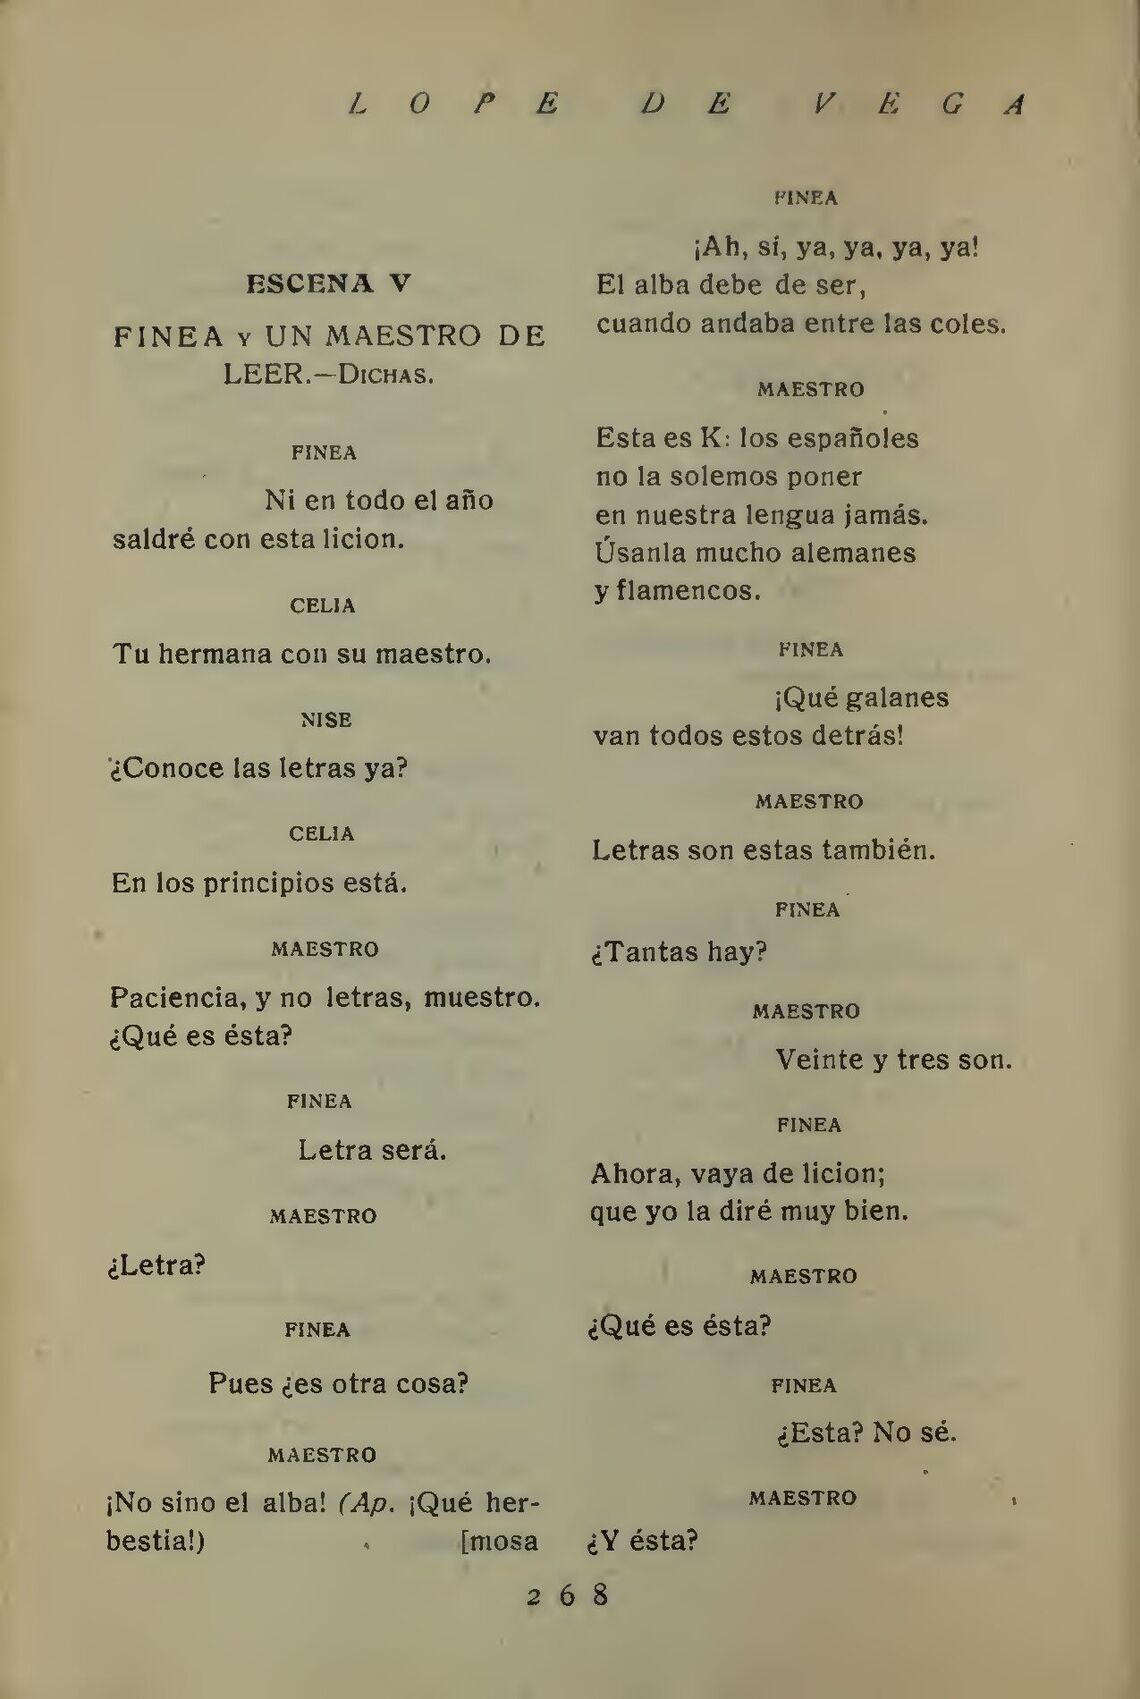 LOPE DE VEGA
ESCENA V
FINEA Y UN MAESTRO DE
LEER.—DICHAS.
FINEA
Ni en todo el año
saldré con esta licion.
CELIA
Tu hermana con su maestro.
NISE
¿Conoce las letras ya?
CELIA
En los principios está.
MAESTRO
Paciencia, y no letras, muestro.
¿Qué es ésta?
FINEA
Letra será.
MAESTRO
¿Letra?
FINEA
Pues ¿es otra cosa?
MAESTRO
¡No sino el alba! (Ap. ¡Qué her-
bestia!) [mosa
FINEA
¡Ah, sí, ya, ya, ya, ya!
El alba debe de ser,
cuando andaba entre las coles.
MAESTRO
Esta es K: los españoles
no la solemos poner
en nuestra lengua jamás.
Úsanla mucho alemanes
y flamencos.
FINEA
¡Qué galanes
van todos estos detrás!
MAESTRO
Letras son estas también.
FINEA
¿Tantas hay?
MAESTRO
Veinte y tres son.
FINEA
Ahora, vaya de licion;
que yo la diré muy bien.
MAESTRO
¿Qué es ésta?
FINEA
¿Esta? No sé.
MAESTRO
¿Y ésta?
268